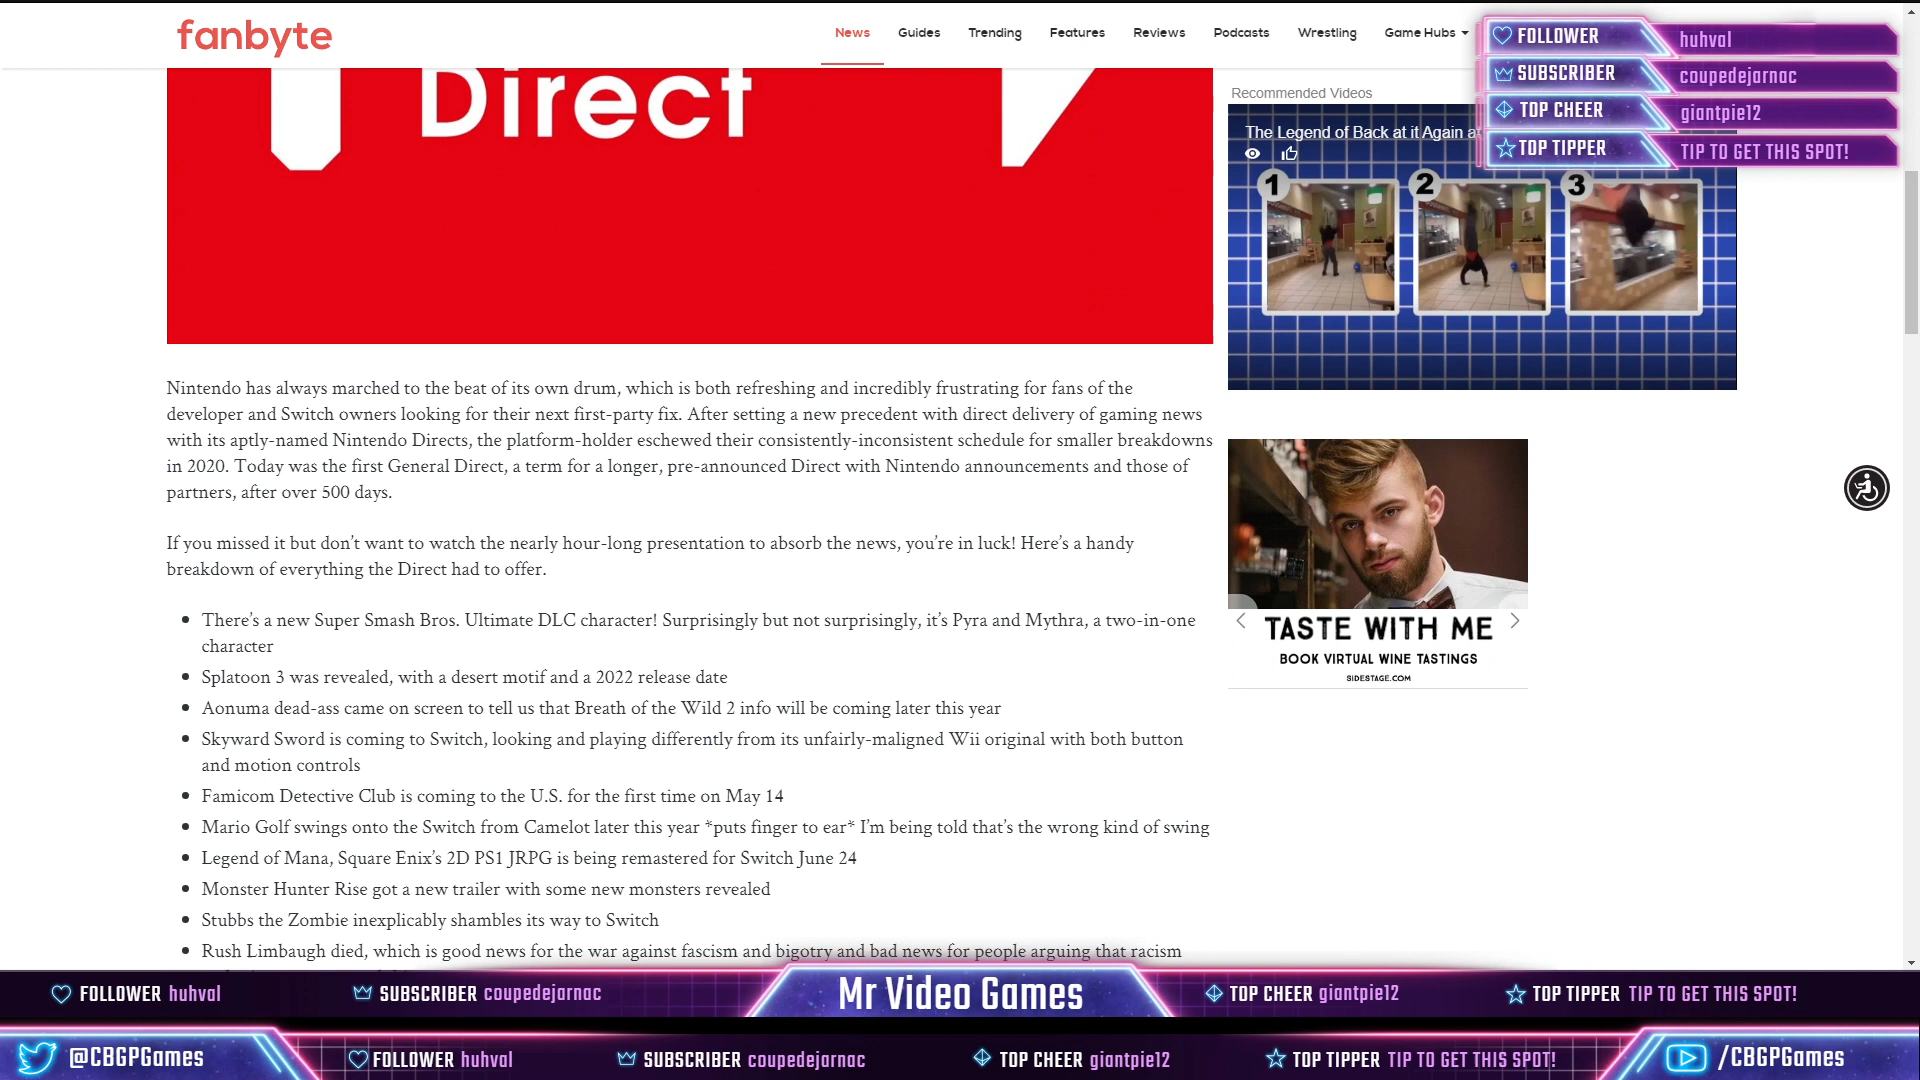 fanbyte
News Guides Trending Features Reviews Podcasts Wrestling Game Hubs
FOLLOWER huhval
SUBSCRIBER coupedejarnac
TOP CHEER giantpie12
TOP TIPPER TIP TO GET THIS SPOT!
Direct
Recommended Videos
The Legend of Back at it Again
1 2 3
Nintendo has always marched to the beat of its own drum, which is both refreshing and incredibly frustrating for fans of the
developer and Switch owners looking for their next first-party fix. After setting a new precedent with direct delivery of gaming news
with its aptly-named Nintendo Directs, the platform-holder eschewed their consistently-inconsistent schedule for smaller breakdowns
in 2020. Today was the first General Direct, a term for a longer, pre-announced Direct with Nintendo announcements and those of
partners, after over 500 days.
If you missed it but don’t want to watch the nearly hour-long presentation to absorb the news, you’re in luck! Here’s a handy
breakdown of everything the Direct had to offer.
There’s a new Super Smash Bros. Ultimate DLC character! Surprisingly but not surprisingly, it’s Pyra and Mythra, a two-in-one
character
Splatoon 3 was revealed, with a desert motif and a 2022 release date
Aonuma dead-ass came on screen to tell us that Breath of the Wild 2 info will be coming later this year
Skyward Sword is coming to Switch, looking and playing differently from its unfairly-maligned Wii original with both button
and motion controls
Famicom Detective Club is coming to the U.S. for the first time on May 14
Mario Golf swings onto the Switch from Camelot later this year *puts finger to ear* I’m being told that’s the wrong kind of swing
Legend of Mana, Square Enix’s 2D PS1 JRPG is being remastered for Switch June 24
Monster Hunter Rise got a new trailer with some new monsters revealed
Stubbs the Zombie inexplicably shambles its way to Switch
Rush Limbaugh died, which is good news for the war against fascism and bigotry and bad news for people arguing that racism
TASTE WITH ME
BOOK VIRTUAL WINE TASTINGS
SIDESTAGE.COM
FOLLOWER huhval SUBSCRIBER coupedejarnac Mr Video Games TOP CHEER giantpie12 TOP TIPPER TIP TO GET THIS SPOT!
@CBGPGames FOLLOWER huhval SUBSCRIBER coupedejarnac TOP CHEER giantpie12 TOP TIPPER TIP TO GET THIS SPOT! /CBGPGames